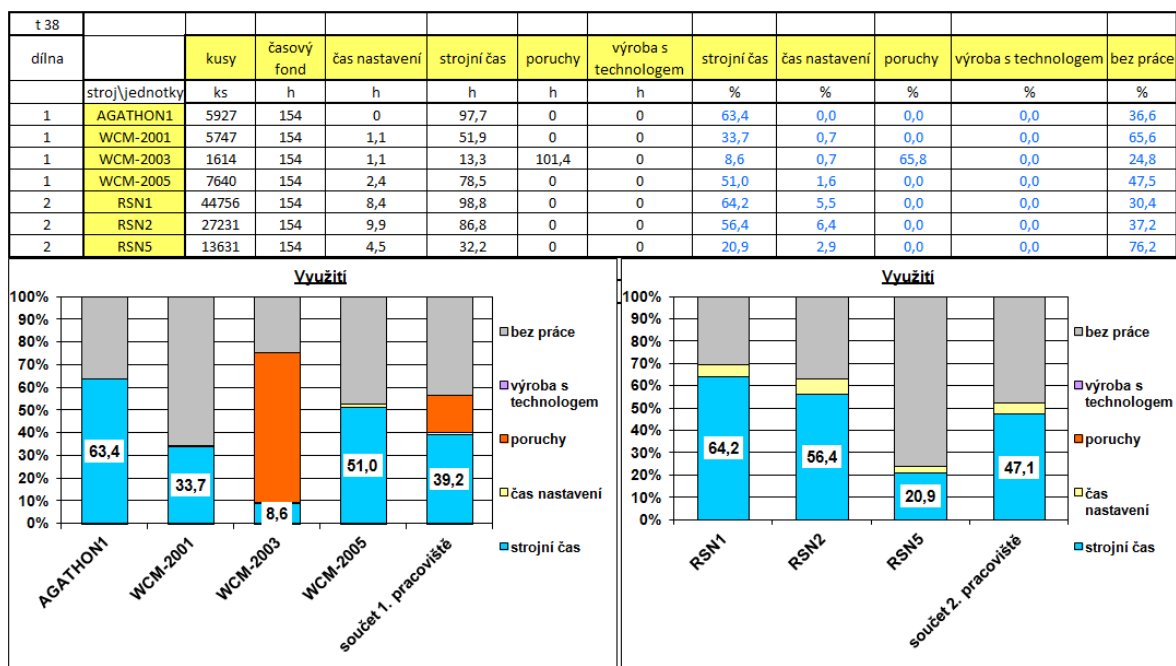 t 38
dílna kusy časový fond čas nastavení strojní čas poruchy výroba s technologem strojní čas čas nastavení poruchy výroba s technologem bez práce
stroj\jednotky ks h h h h h % % % % %
1 AGATHON1 5927 154 0 97,7 0 0 63,4 0,0 0,0 0,0 36,6
1 WCM-2001 5747 154 1,1 51,9 0 0 33,7 0,7 0,0 0,0 65,6
1 WCM-2003 1614 154 1,1 13,3 101,4 0 8,6 0,7 65,8 0,0 24,8
1 WCM-2005 7640 154 2,4 78,5 0 0 51,0 1,6 0,0 0,0 47,5
2 RSN1 44756 154 8,4 98,8 0 0 64,2 5,5 0,0 0,0 30,4
2 RSN2 27231 154 9,9 86,8 0 0 56,4 6,4 0,0 0,0 37,2
2 RSN5 13631 154 4,5 32,2 0 0 20,9 2,9 0,0 0,0 76,2
Využití
100%
90%
80%
70%
60%
50%
40%
30%
20%
10%
0%
63,4
33,7
8,6
51,0
39,2
AGATHON1
WCM-2001
WCM-2003
WCM-2005
součet 1. pracoviště
bez práce
výroba s
technologem
poruchy
čas nastavení
strojní čas
Využití
100%
90%
80%
70%
60%
50%
40%
30%
20%
10%
0%
64,2
56,4
20,9
47,1
RSN1
RSN2
RSN5
součet 2. pracoviště
bez práce
výroba s
technologem
poruchy
čas
nastavení
strojní čas